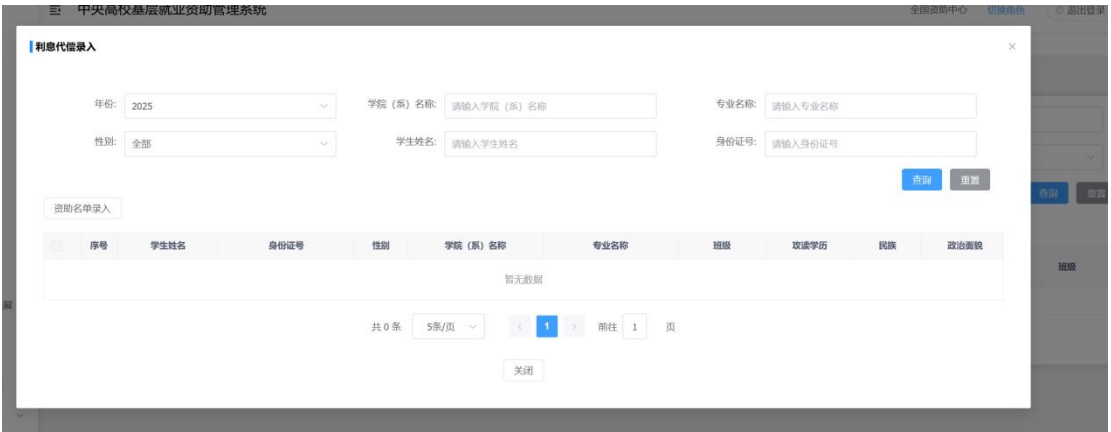 中央高校基层就业资助管理系统 全国资助中心 切换角色 退出登录
利息代偿录入
年份: 2025 学院（系）名称: 请输入学院（系）名称 专业名称: 请输入专业名称
性别: 全部 学生姓名: 请输入学生姓名 身份证号: 请输入身份证号
查询 重置
查询 重置
资助名单录入
序号 学生姓名 身份证号 性别 学院（系）名称 专业名称 班级 攻读学历 民族 政治面貌
班级
暂无数据
展
共 0 条 5条/页 1 前往 1 页
关闭